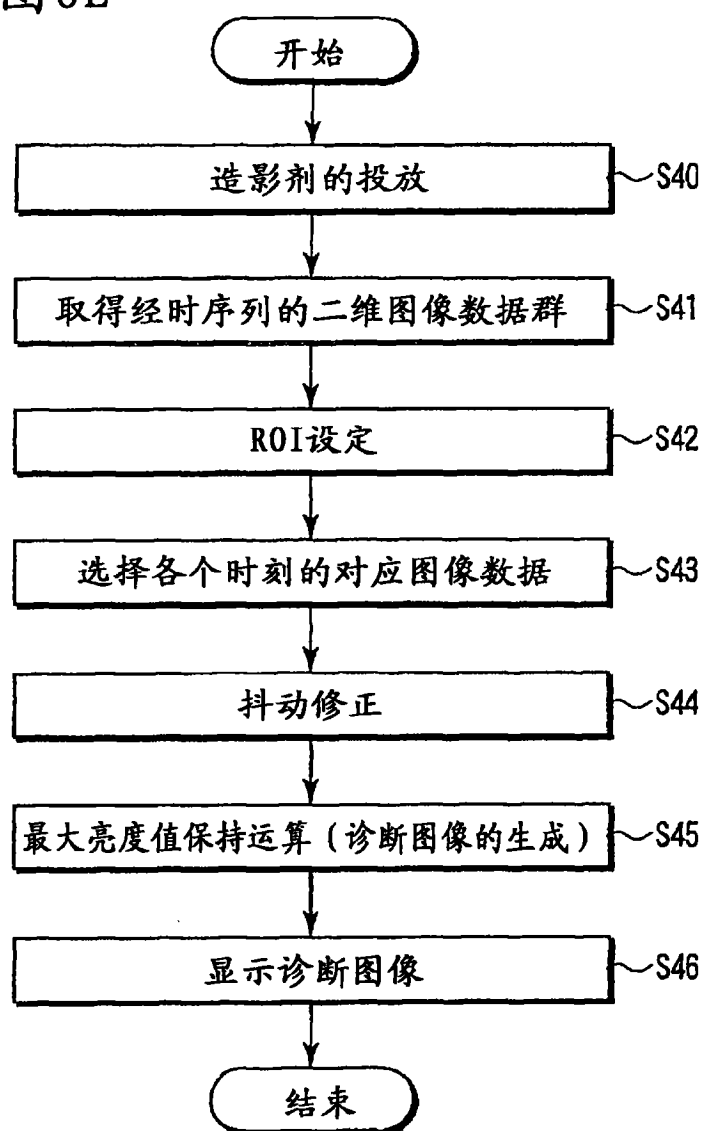 开始
造影剂的投放
S40
取得经时序列的二维图像数据群
S41
ROI设定
S42
选择各个时刻的对应图像数据
S43
抖动修正
S44
最大亮度值保持运算(诊断图像的生成)
S45
显示诊断图像
S46
结束